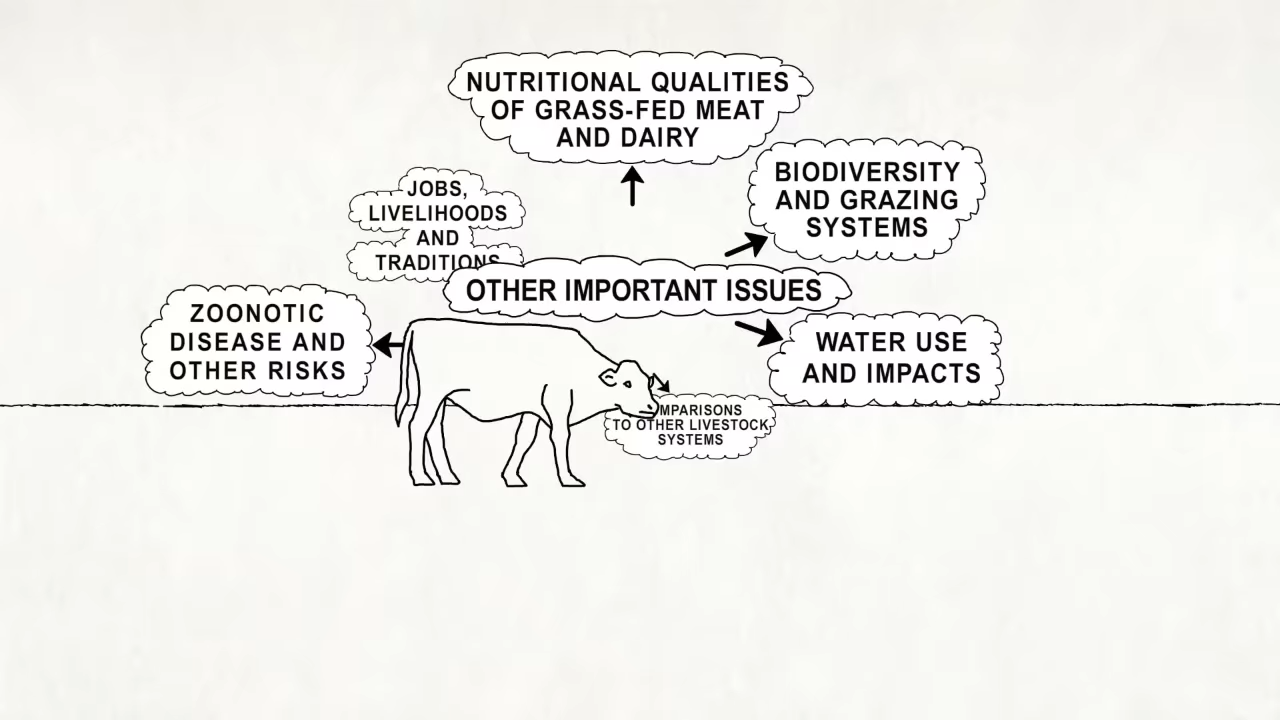 NUTRITIONAL QUALITIES
OF GRASS-FED MEAT
AND DAIRY
BIODIVERSITY
AND GRAZING
SYSTEMS
JOBS,
LIVELIHOODS
AND
TRADITIONS
OTHER IMPORTANT ISSUES
ZOONOTIC
DISEASE AND
OTHER RISKS
WATER USE
AND IMPACTS
MPARISONS
TO OTHER LIVESTOCK
SYSTEMS